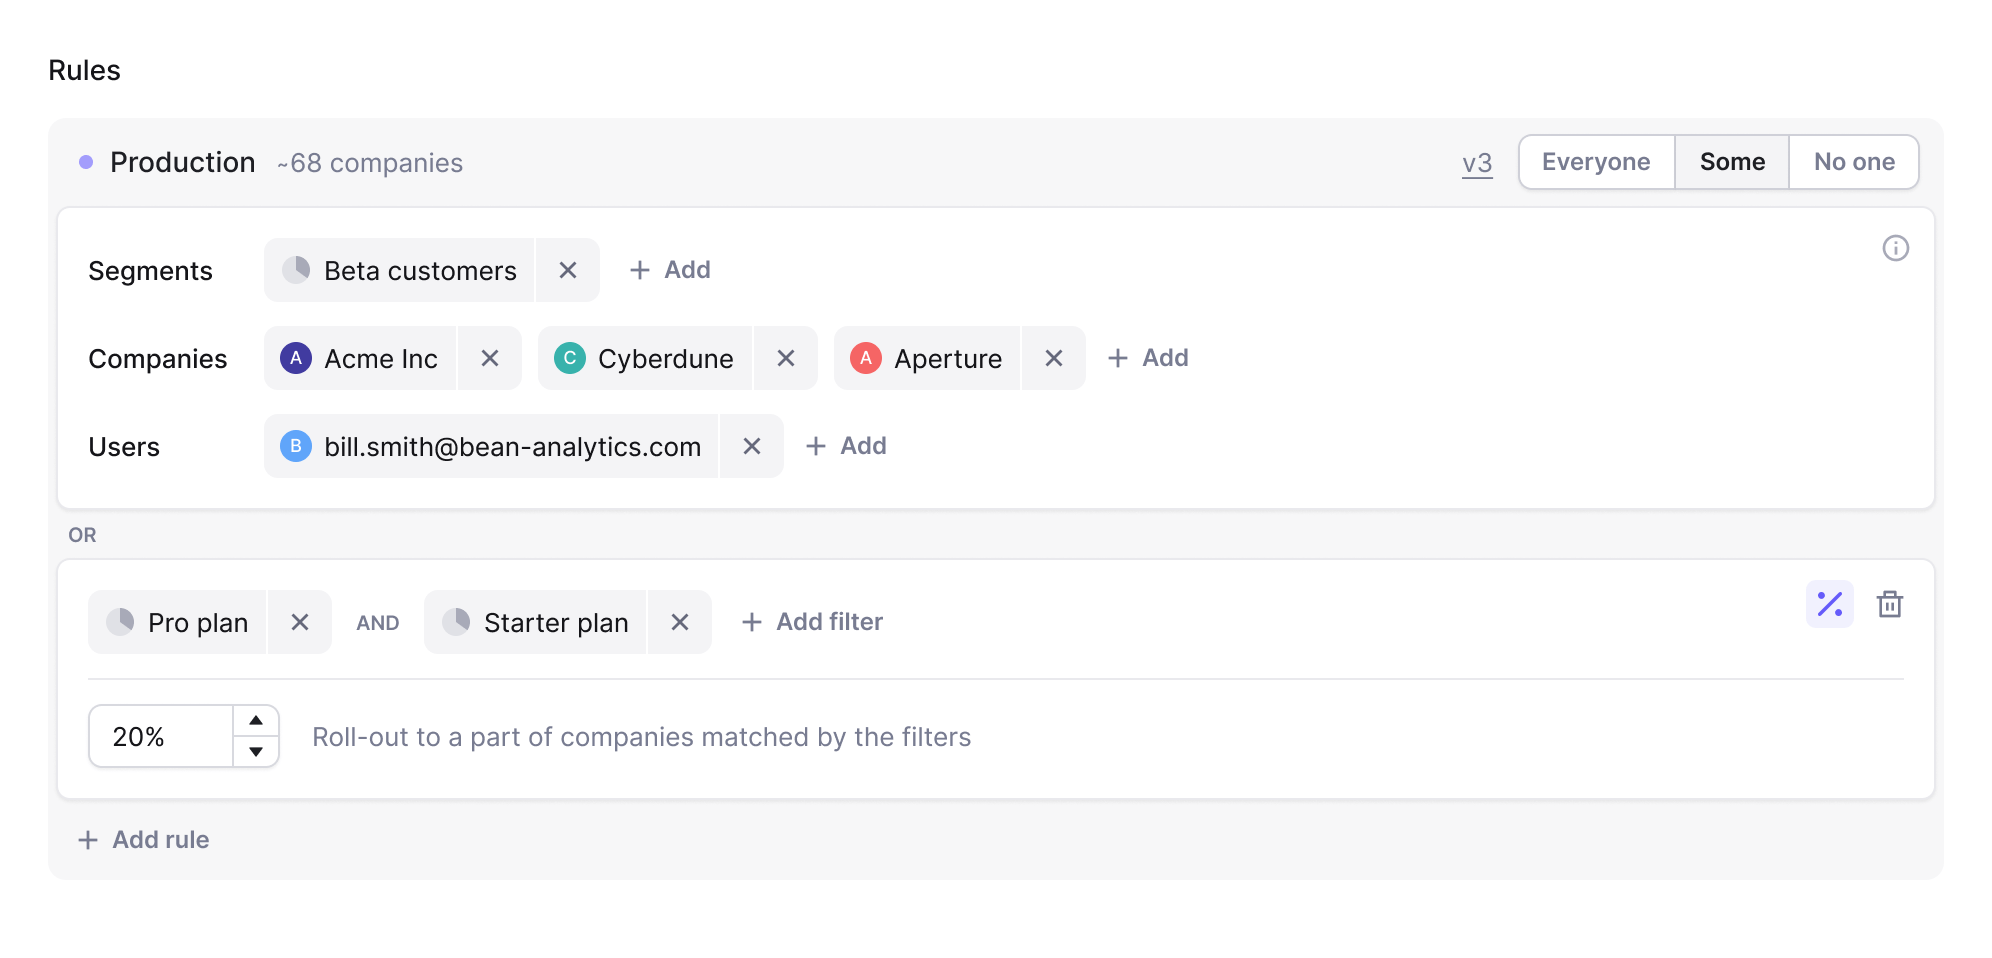 Rules
Production ~68 companies v3 Everyone Some No one
Segments Beta customers Add
Companies A Acme Inc C Cyberdune A Aperture Add
Users B bill.smith@bean-analytics.com Add
OR
Pro plan AND Starter plan Add filter
20% Roll-out to a part of companies matched by the filters
Add rule